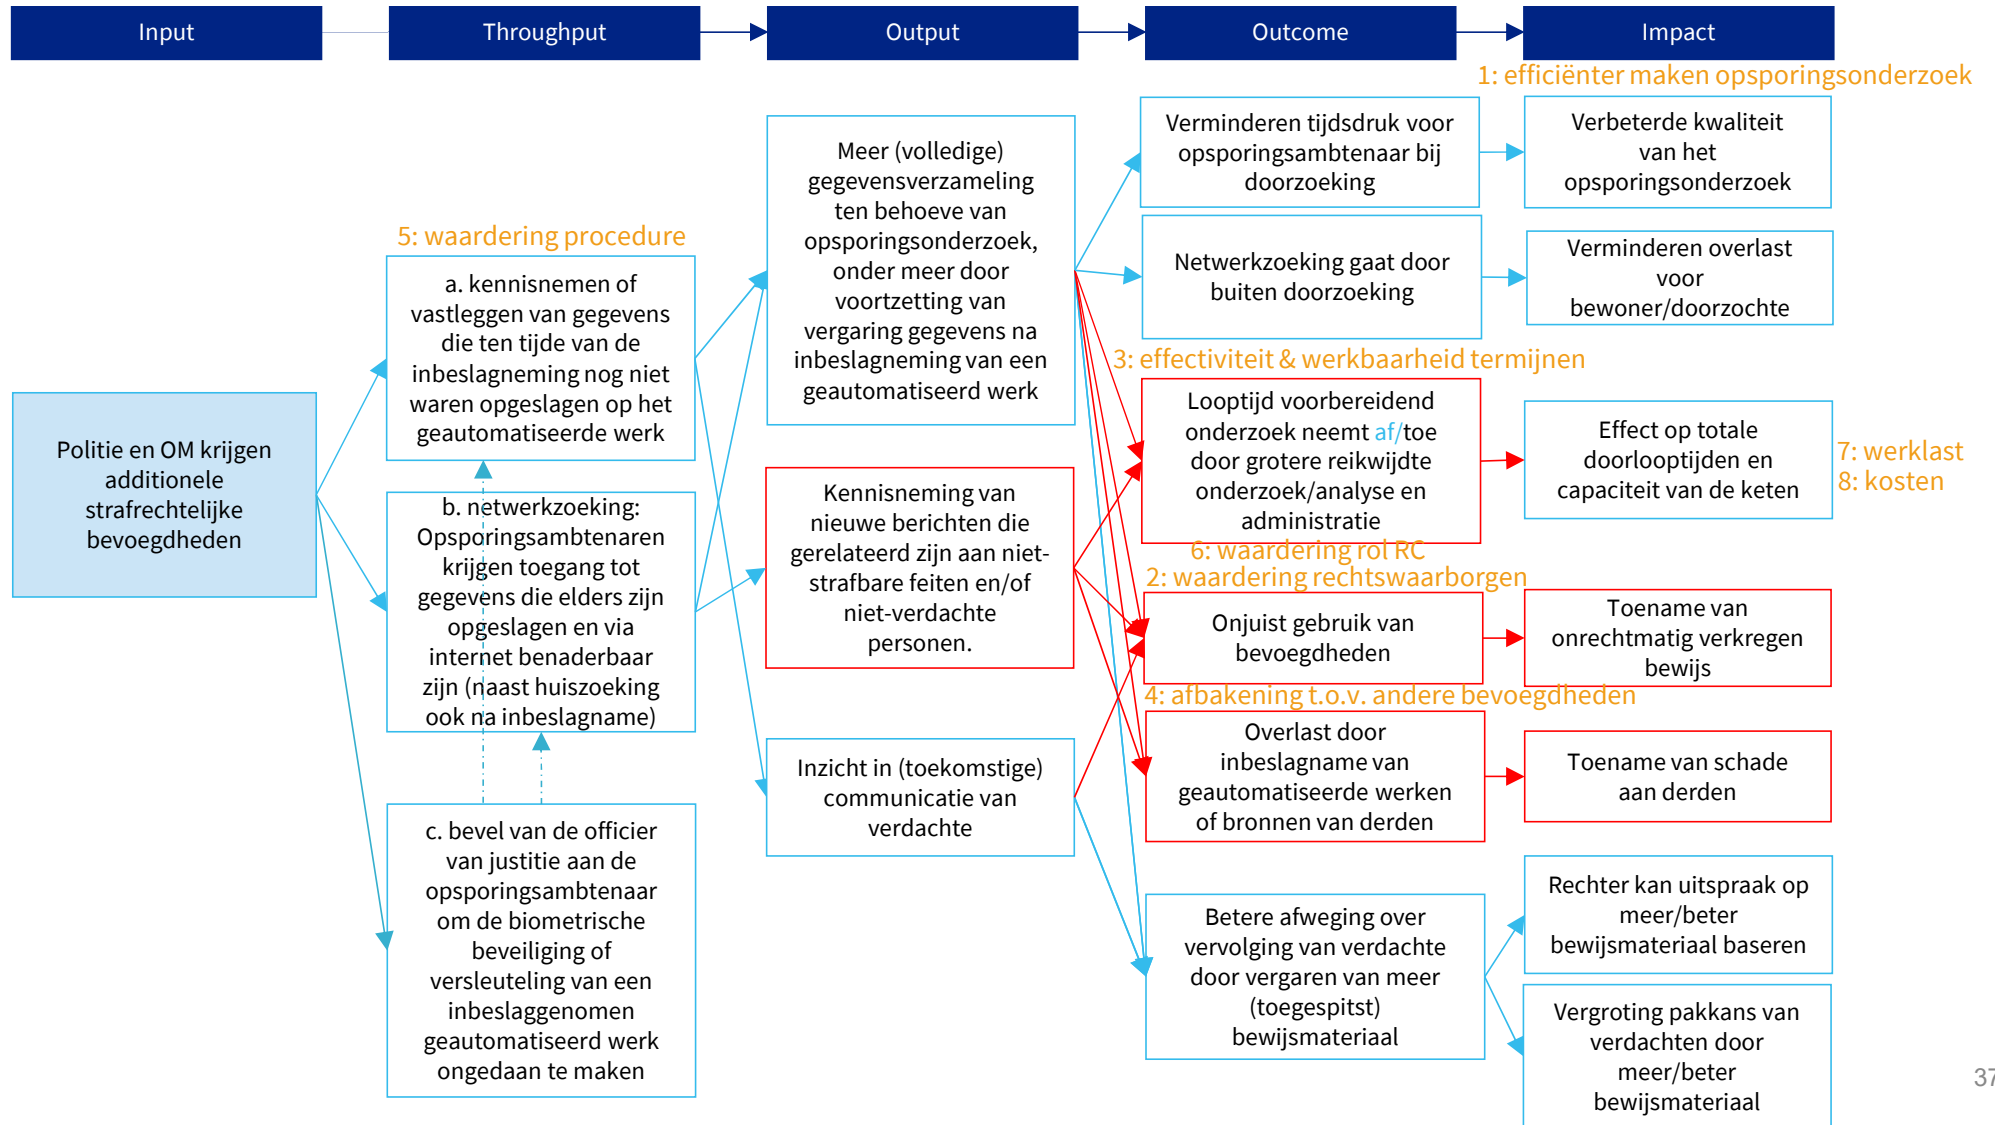 Input
Throughput
Output
Outcome
Impact
1: efficiënter maken opsporingsonderzoek
Politie en OM krijgen
additionele
strafrechtelijke
bevoegdheden
5: waardering procedure
a. kennisnemen of
vastleggen van gegevens
die ten tijde van de
inbeslagneming nog niet
waren opgeslagen op het
geautomatiseerde werk
b. netwerkzoeking:
Opsporingsambtenaren
krijgen toegang tot
gegevens die elders zijn
opgeslagen en via
internet benaderbaar
zijn (naast huiszoeking
ook na inbeslagname)
c. bevel van de officier
van justitie aan de
opsporingsambtenaar
om de biometrische
beveiliging of
versleuteling van een
inbeslaggenomen
geautomatiseerd werk
ongedaan te maken
Meer (volledige)
gegevensverzameling
ten behoeve van
opsporingsonderzoek,
onder meer door
voortzetting van
vergaring gegevens na
inbeslagneming van een
geautomatiseerd werk
Kennisneming van
nieuwe berichten die
gerelateerd zijn aan niet-
strafbare feiten en/of
niet-verdachte
personen.
Inzicht in (toekomstige)
communicatie van
verdachte
Verminderen tijdsdruk voor
opsporingsambtenaar bij
doorzoeking
Netwerkzoeking gaat door
buiten doorzoeking
3: effectiviteit & werkbaarheid termijnen
Looptijd voorbereidend
onderzoek neemt af/toe
door grotere reikwijdte
onderzoek/analyse en
administratie
6: waardering rol RC
2: waardering rechtswaarborgen
Onjuist gebruik van
bevoegdheden
4: afbakening t.o.v. andere bevoegdheden
Overlast door
inbeslagname van
geautomatiseerde werken
of bronnen van derden
Betere afweging over
vervolging van verdachte
door vergaren van meer
(toegespitst)
bewijsmateriaal
Verbeterde kwaliteit
van het
opsporingsonderzoek
Verminderen overlast
voor
bewoner/doorzochte
Effect op totale
doorlooptijden en
capaciteit van de keten
7: werklast
8: kosten
Toename van
onrechtmatig verkregen
bewijs
Toename van schade
aan derden
Rechter kan uitspraak op
meer/beter
bewijsmateriaal baseren
Vergroting pakkans van
verdachten door
meer/beter
bewijsmateriaal
37